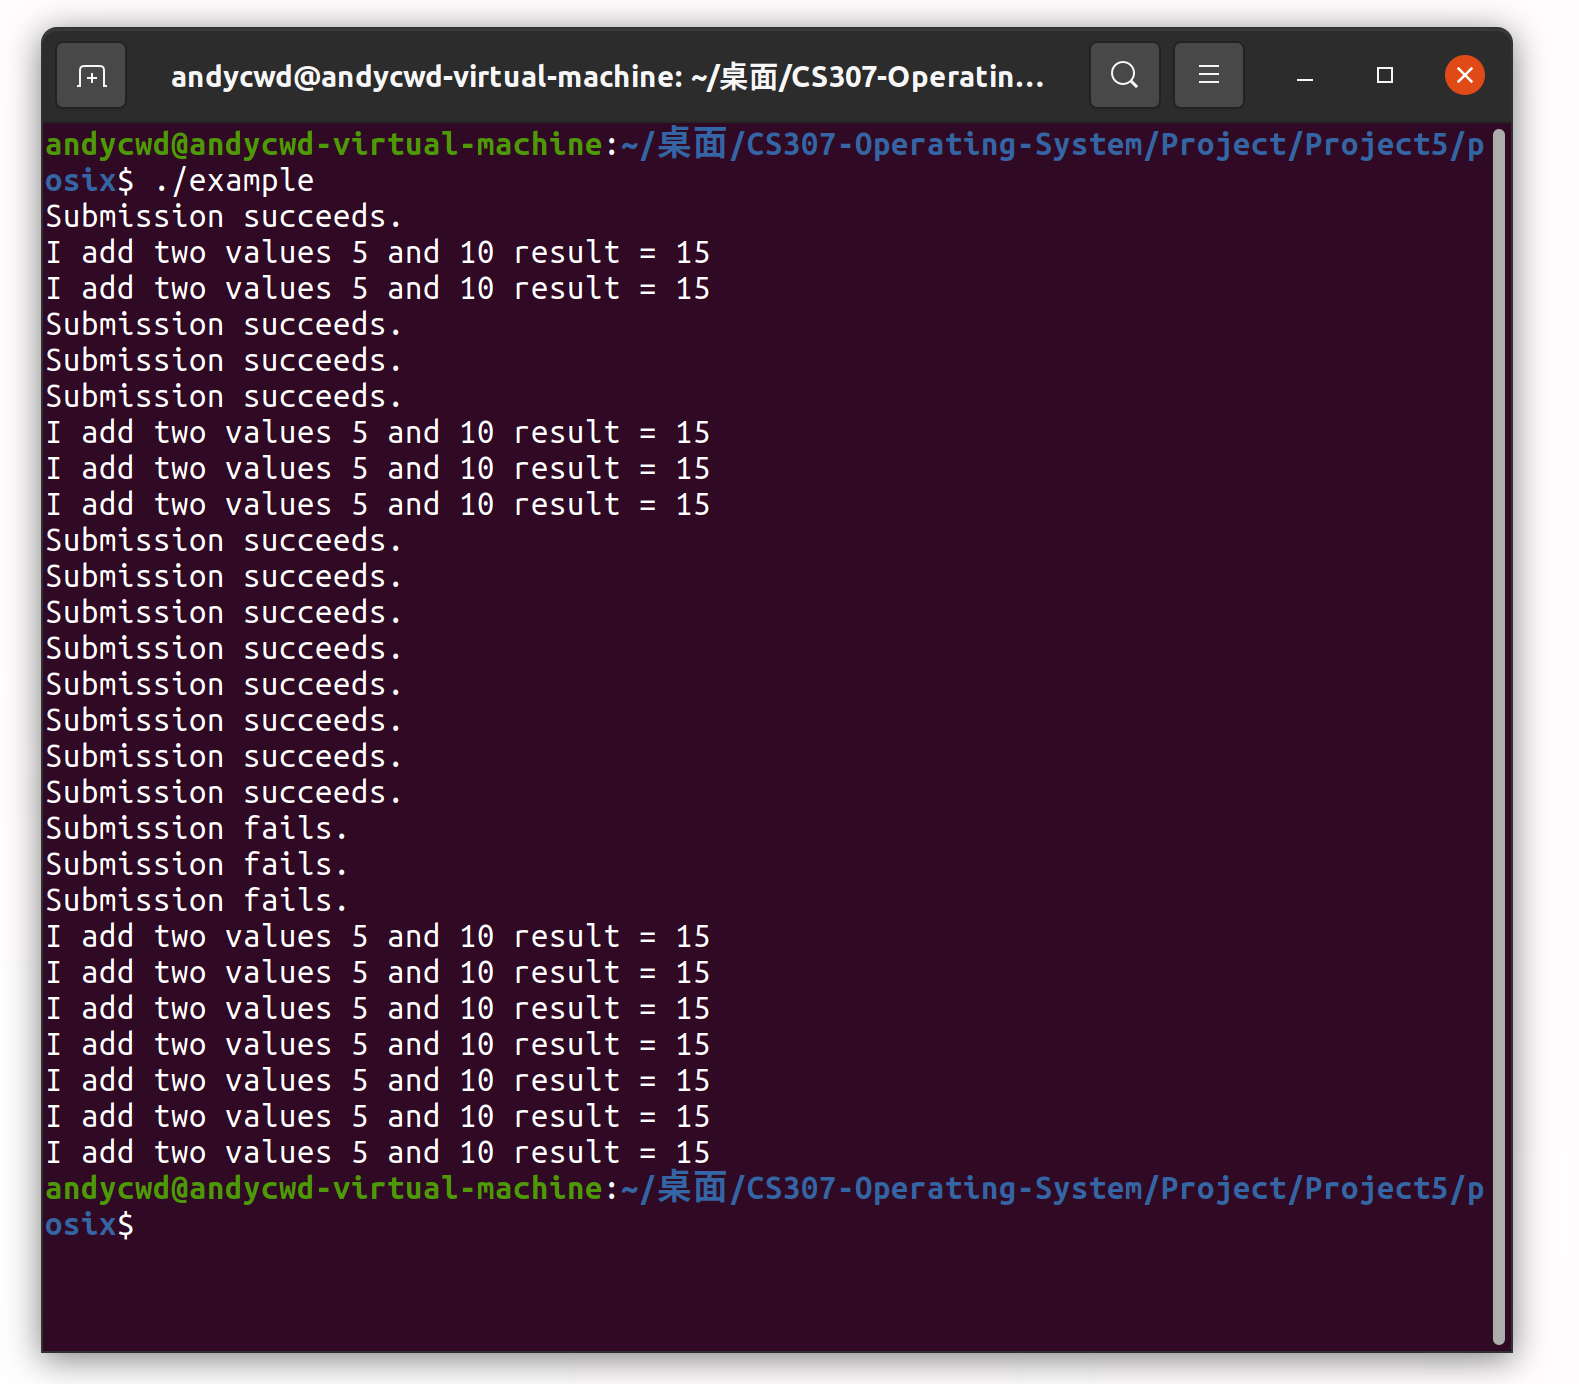 andycwd@andycwd-virtual-machine: ~/桌面/CS307-Operatin...
andycwd@andycwd-virtual-machine:~/桌面/CS307-Operating-System/Project/Project5/p
osix$ ./example
Submission succeeds.
I add two values 5 and 10 result = 15
I add two values 5 and 10 result = 15
Submission succeeds.
Submission succeeds.
Submission succeeds.
I add two values 5 and 10 result = 15
I add two values 5 and 10 result = 15
I add two values 5 and 10 result = 15
Submission succeeds.
Submission succeeds.
Submission succeeds.
Submission succeeds.
Submission succeeds.
Submission succeeds.
Submission succeeds.
Submission succeeds.
Submission fails.
Submission fails.
Submission fails.
I add two values 5 and 10 result = 15
I add two values 5 and 10 result = 15
I add two values 5 and 10 result = 15
I add two values 5 and 10 result = 15
I add two values 5 and 10 result = 15
I add two values 5 and 10 result = 15
I add two values 5 and 10 result = 15
andycwd@andycwd-virtual-machine:~/桌面/CS307-Operating-System/Project/Project5/p
osix$